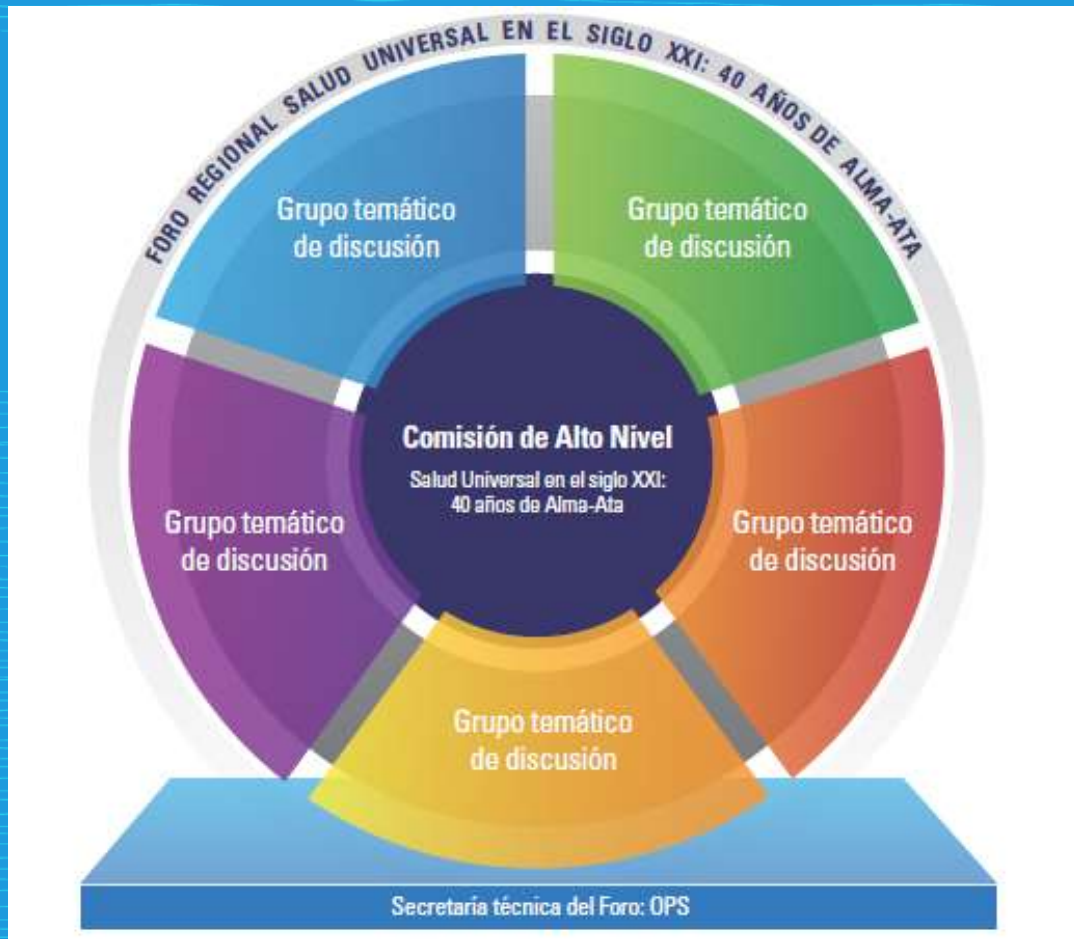 FORO REGIONAL SALUD UNIVERSAL EN EL SIGLO XXI: 40 AÑOS DE ALMA-ATA
Grupo temático
de discusión
Grupo temático
de discusión
Comisión de Alto Nivel
Salud Universal en el siglo XXI:
40 años de Alma-Ata
Grupo temático
de discusión
Grupo temático
de discusión
Grupo temático
de discusión
Secretaría técnica del Foro: OPS